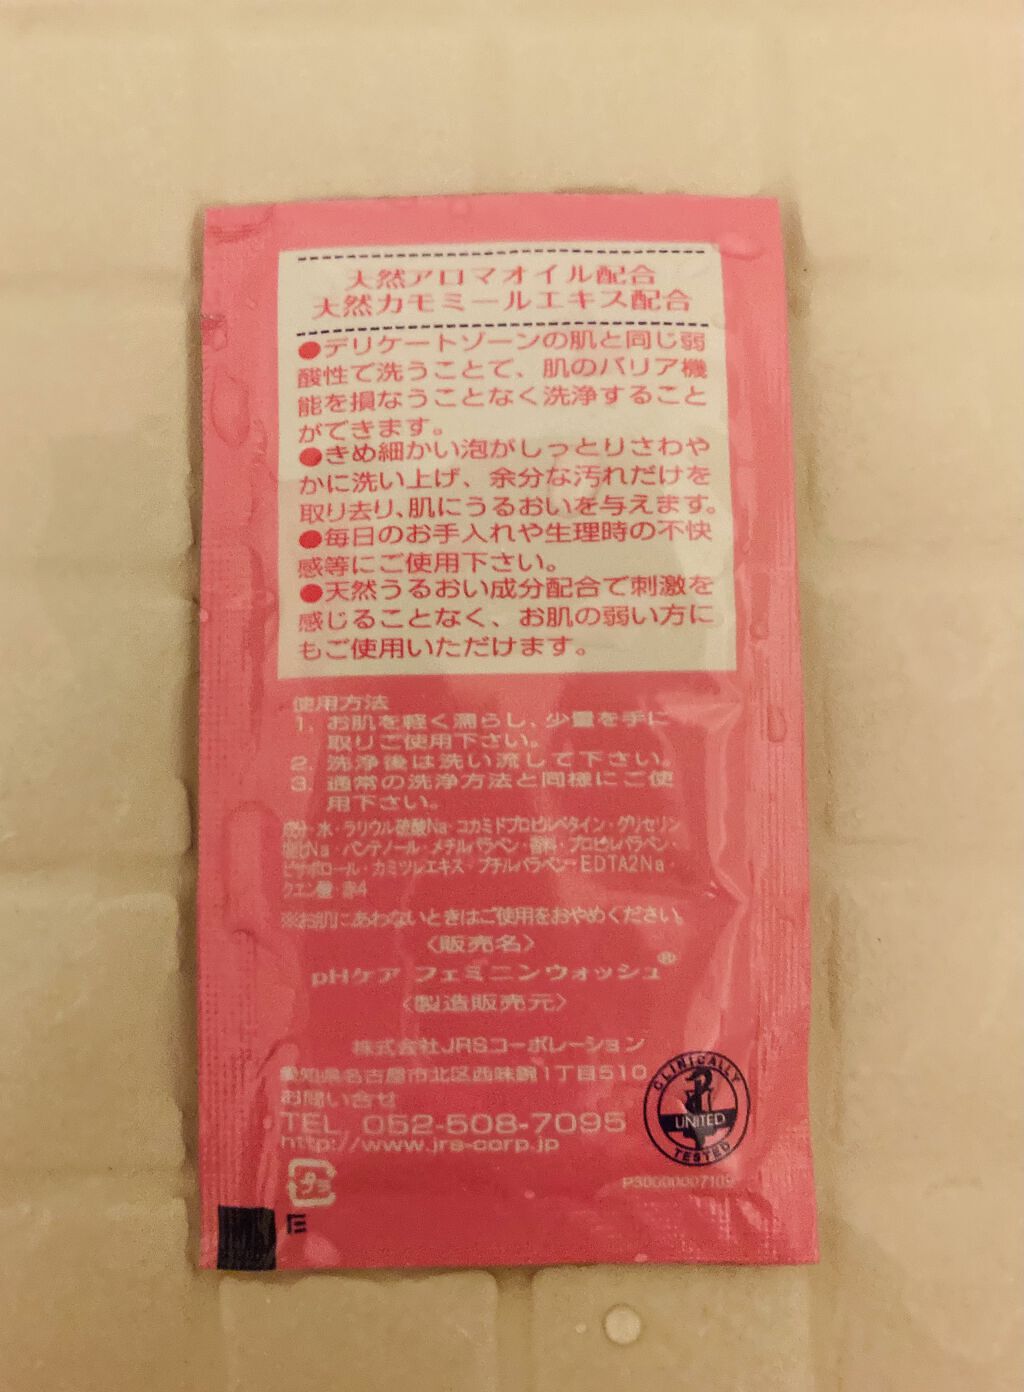 天然アロマオイル配合
天然カモミールエキス配合
●デリケートゾーンの肌と同じ弱
酸性で洗うことで、肌のバリア機
能を損なうことなく洗浄すること
ができます。
●きめ細かい泡がしっとりさわや
かに洗い上げ、余分な汚れだけを
取り去り、肌にうるおいを与えます。
●毎日のお手入れや生理時の不快
感等にご使用下さい。
●天然うるおい成分配合で刺激を
感じることなく、お肌の弱い方に
もご使用いただけます。
使用方法
1. お肌を軽く濡らし、少量を手に
取りご使用下さい。
2. 洗浄後は洗い流して下さい。
3. 通常の洗浄方法と同様にご使
用下さい。
成分・水・ラリウル硫酸Na・コカミドプロピルベタイン・グリセリン
塩化Na・パンテノール・メチルパラベン・香料・プロピルパラベン・
ビサボロール・カミツレエキス・ブチルパラベン・EDTA2Na・
クエン酸・赤4
※お肌にあわないときはご使用をおやめください。
〈販売名〉
pHケア フェミニンウォッシュ®
〈製造販売元〉
株式会社JRSコーポレーション
愛知県名古屋市北区西味鋺1丁目510
お問い合せ
TEL. 052-508-7095
http://www.jrs-corp.jp
CLINICALLY
UNITED
TESTED
プラ